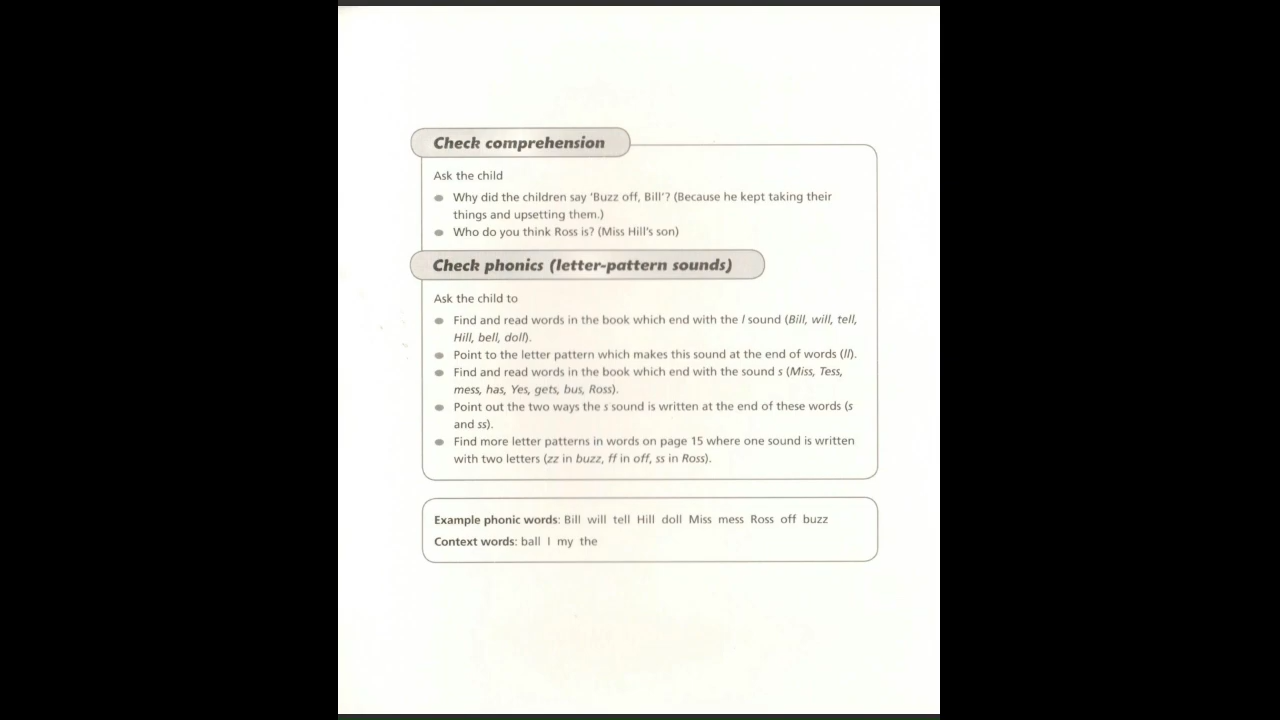 Check comprehension
Ask the child
Why did the children say 'Buzz off, Bill'? (Because he kept taking their
things and upsetting them.)
Who do you think Ross is? (Miss Hill's son)
Check phonics (letter-pattern sounds)
Ask the child to
Find and read words in the book which end with the l sound (Bill, will, tell,
Hill, bell, doll).
Point to the letter pattern which makes this sound at the end of words (ll).
Find and read words in the book which end with the sound s (Miss, Tess,
mess, has, Yes, gets, bus, Ross).
Point out the two ways the s sound is written at the end of these words (s
and ss).
Find more letter patterns in words on page 15 where one sound is written
with two letters (zz in buzz, ff in off, ss in Ross).
Example phonic words: Bill will tell Hill doll Miss mess Ross off buzz
Context words: ball I my the